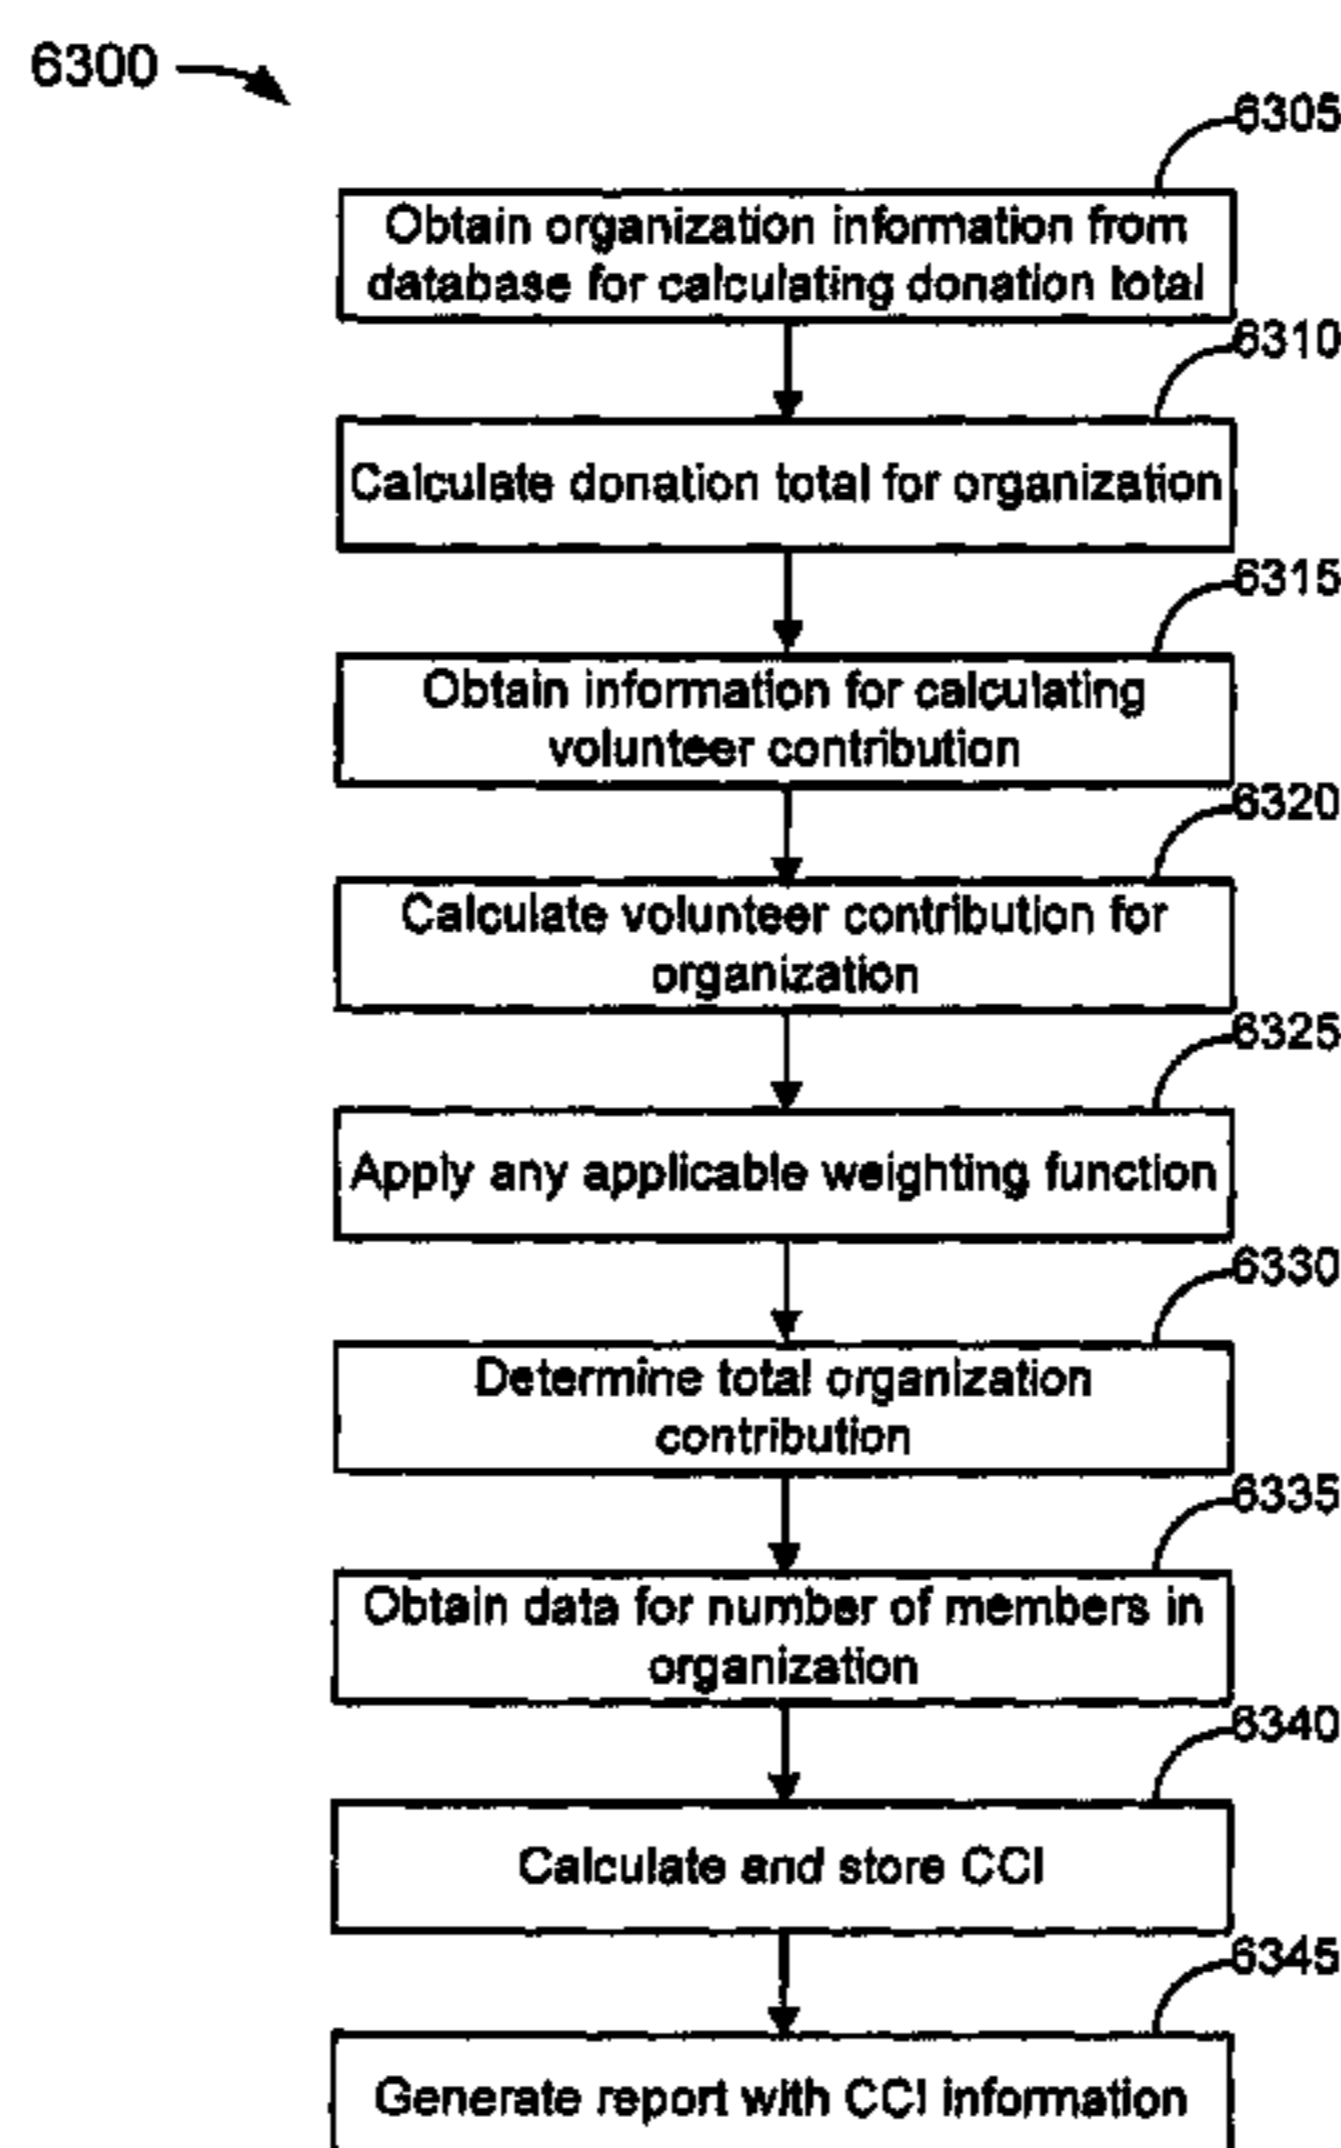 6300
6305
Obtain organization information from
database for calculating donation total
6310
Calculate donation total for organization
6315
Obtain information for calculating
volunteer contribution
6320
Calculate volunteer contribution for
organization
6325
Apply any applicable weighting function
6330
Determine total organization
contribution
6335
Obtain data for number of members in
organization
6340
Calculate and store CCI
6345
Generate report with CCI information